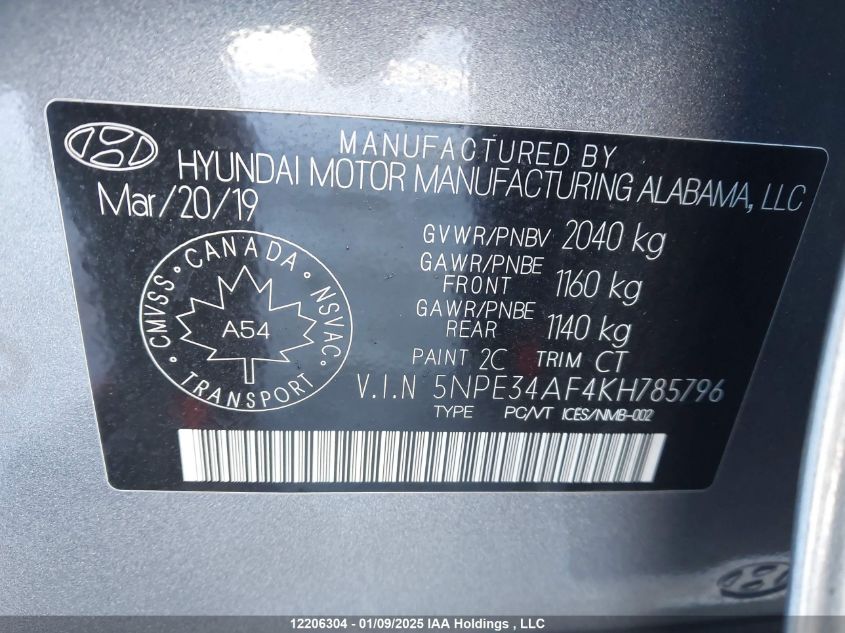 MANUFACTURED BY
HYUNDAI MOTOR MANUFACTURING ALABAMA, LLC
Mar/20/19
GVWR/PNBV 2040 kg
GAWR/PNBE
FRONT 1160 kg
GAWR/PNBE
REAR 1140 kg
PAINT 2C TRIM CT
V.I.N 5NPE34AF4KH785796
TYPE PC/VT ICES/NMB-002
CMVSS • CANADA • NSVAC •
A54
TRANSPORT •
12206304 - 01/09/2025 IAA Holdings , LLC